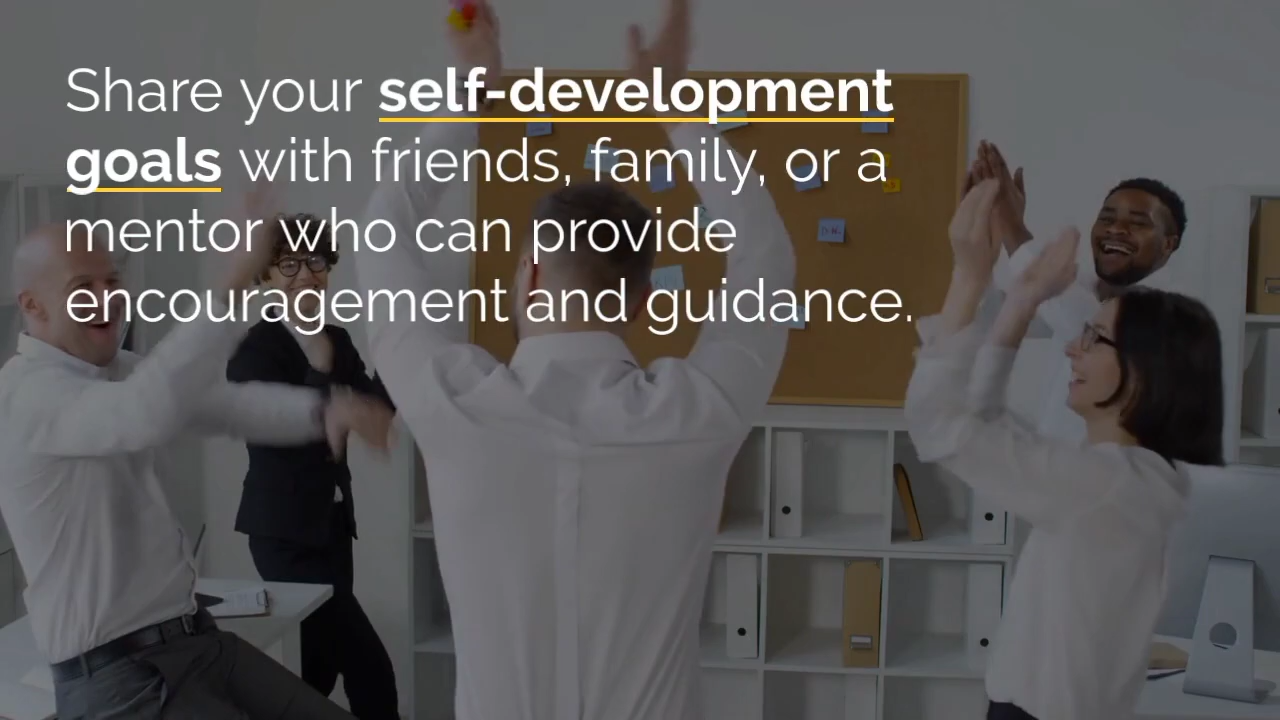 Share your self-development
goals with friends, family, or a
mentor who can provide
encouragement and guidance.